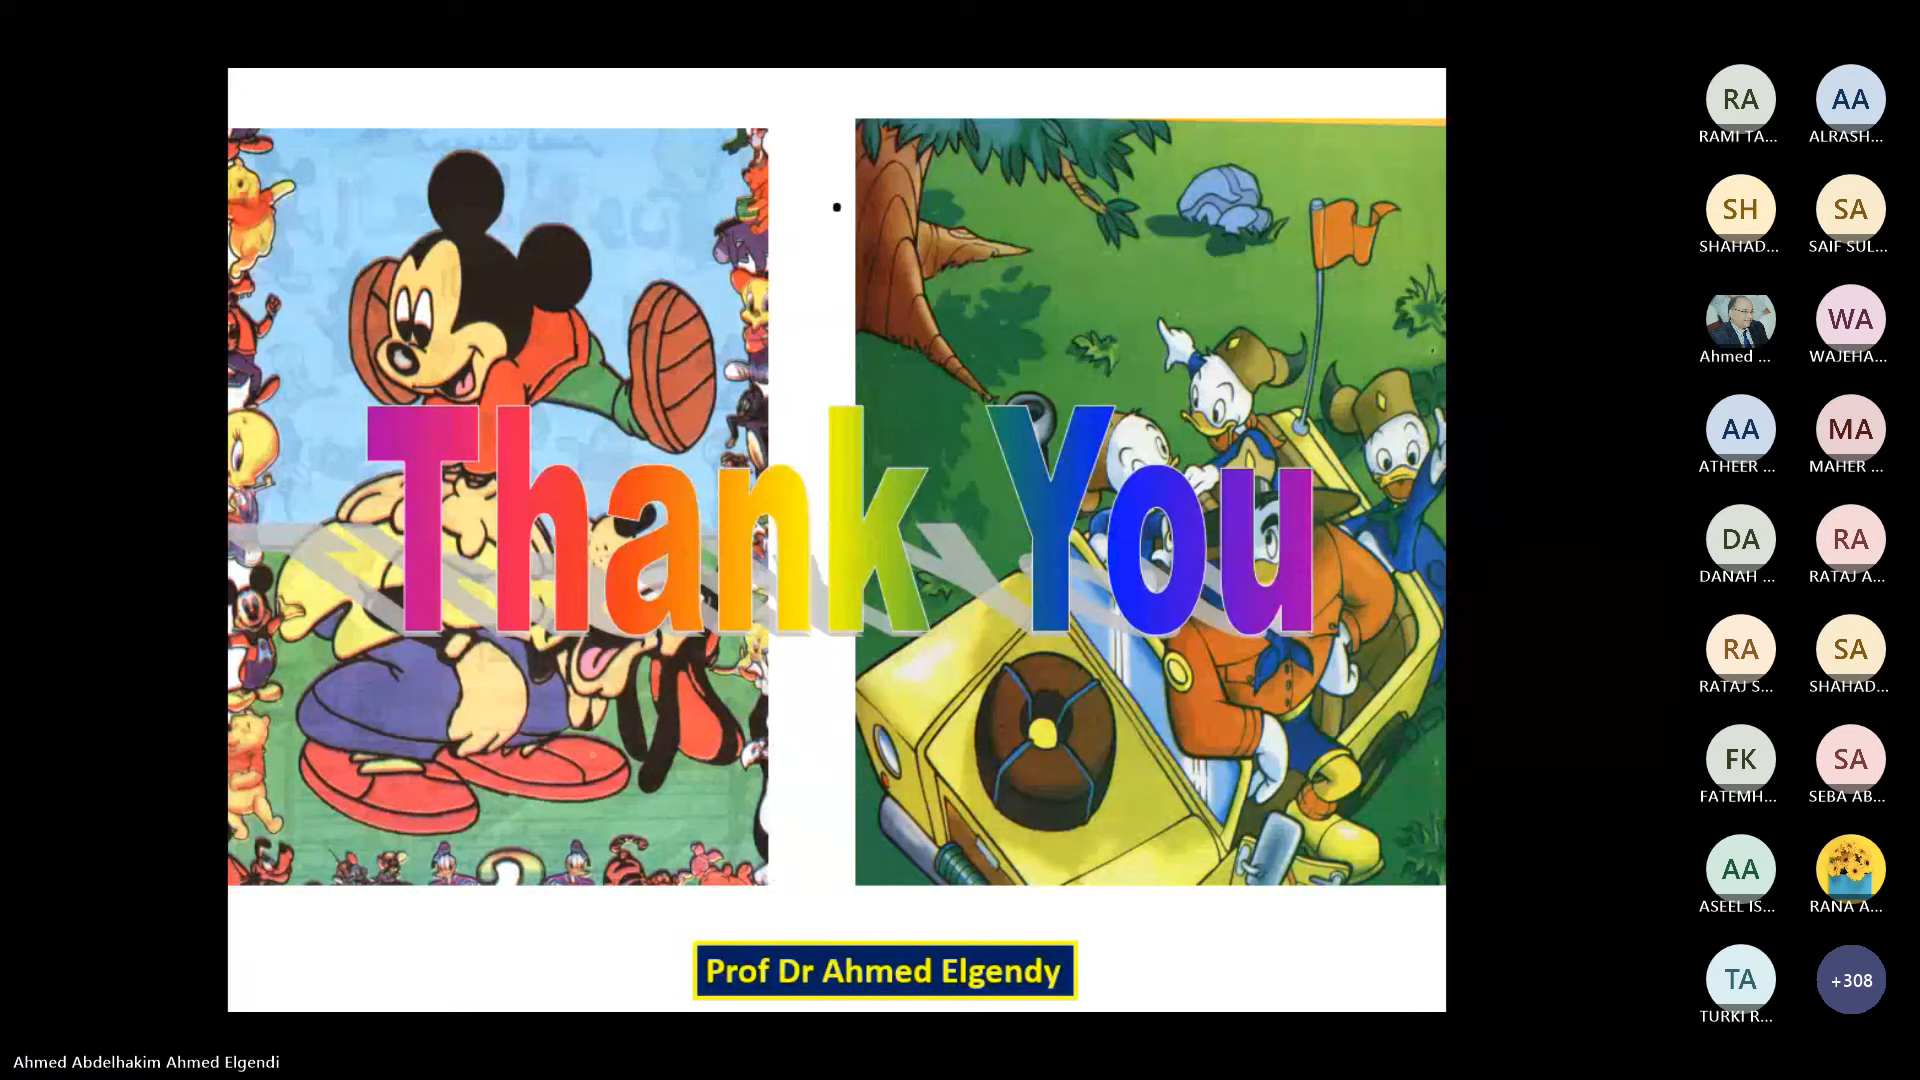 Thank You
Prof Dr Ahmed Elgendy
RA
RAMI TA...
AA
ALRASH...
SH
SHAHAD...
SA
SAIF SUL...
Ahmed ...
WA
WAJEHA...
AA
ATHEER ...
MA
MAHER ...
DA
DANAH ...
RA
RATAJ A...
RA
RATAJ S...
SA
SHAHAD...
FK
FATEMH...
SA
SEBA AB...
AA
ASEEL IS...
RANA A...
TA
TURKI R...
+308
Ahmed Abdelhakim Ahmed Elgendi